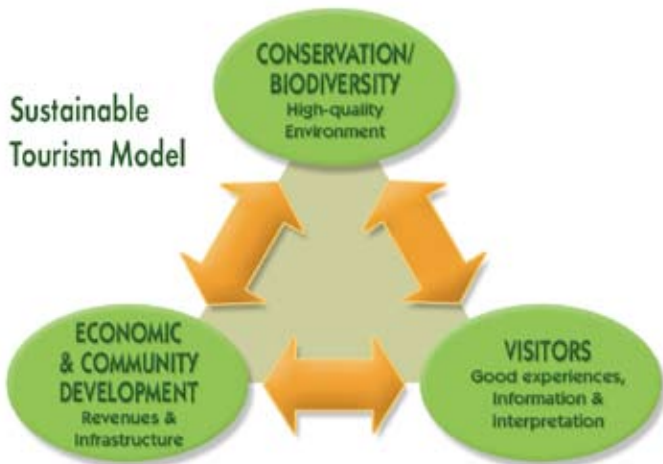 Sustainable
Tourism Model
CONSERVATION/
BIODIVERSITY
High-quality
Environment
ECONOMIC
& COMMUNITY
DEVELOPMENT
Revenues &
Infrastructure
VISITORS
Good experiences,
Information &
Interpretation